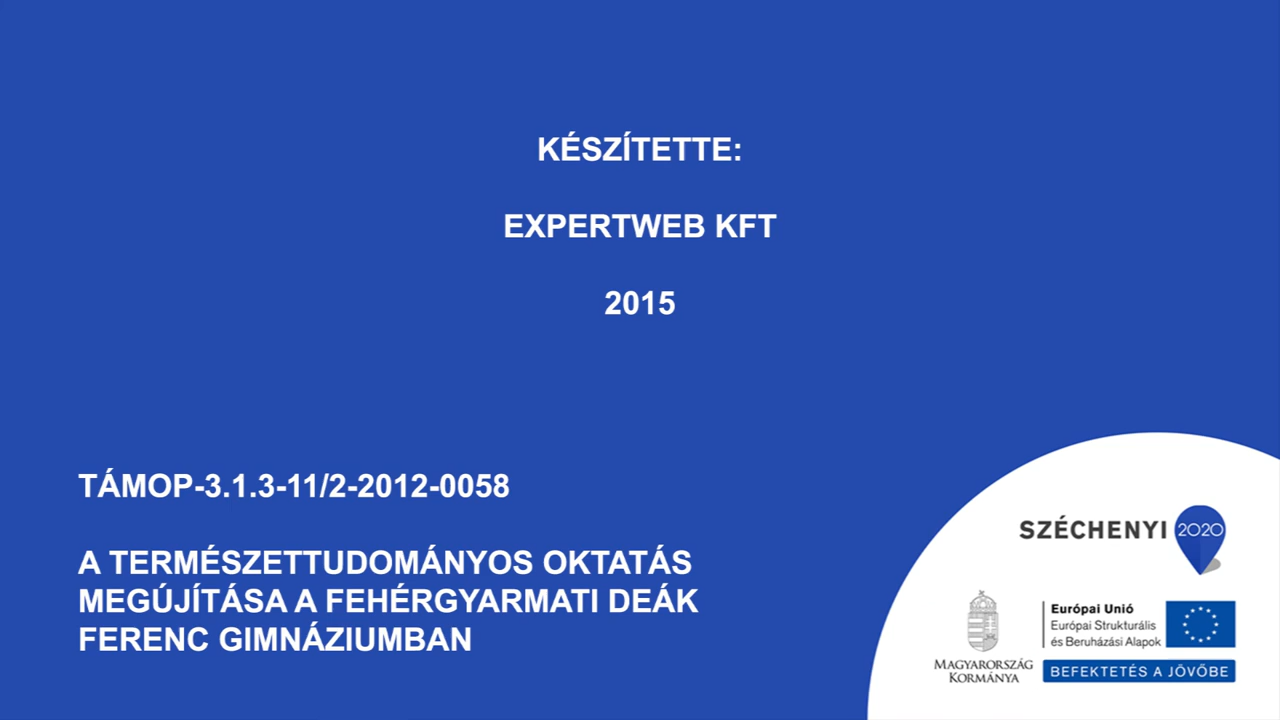 KÉSZÍTETTE:
EXPERTWEB KFT
2015
TÁMOP-3.1.3-11/2-2012-0058
A TERMÉSZETTUDOMÁNYOS OKTATÁS
MEGÚJÍTÁSA A FEHÉRGYARMATI DEÁK
FERENC GIMNÁZIUMBAN
SZÉCHENYI 2020
MAGYARORSZÁG
KORMÁNYA
Európai Unió
Európai Strukturális
és Beruházási Alapok
BEFEKTETÉS A JÖVŐBE